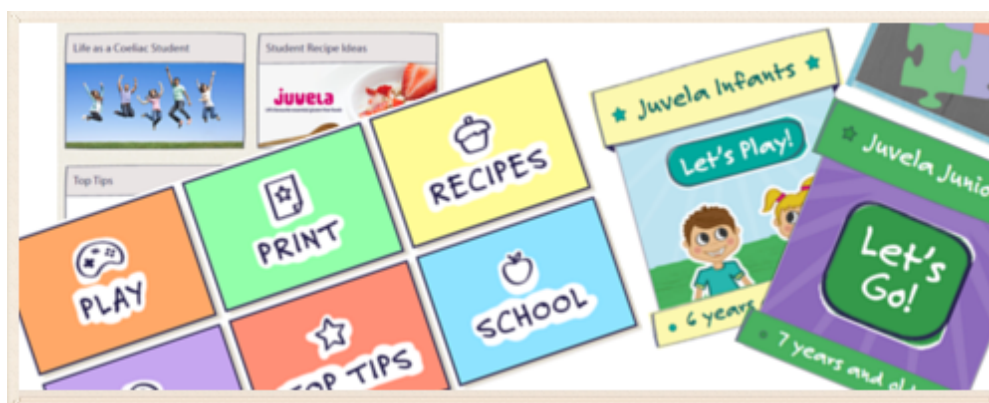 Life as a Coeliac Student
Student Recipe Ideas
juvela
Top Tips
PLAY
PRINT
RECIPES
TOP TIPS
SCHOOL
Juvela Infants
Let's Play!
6 years
Juvela Junio
Let's
Go!
7 years and ol